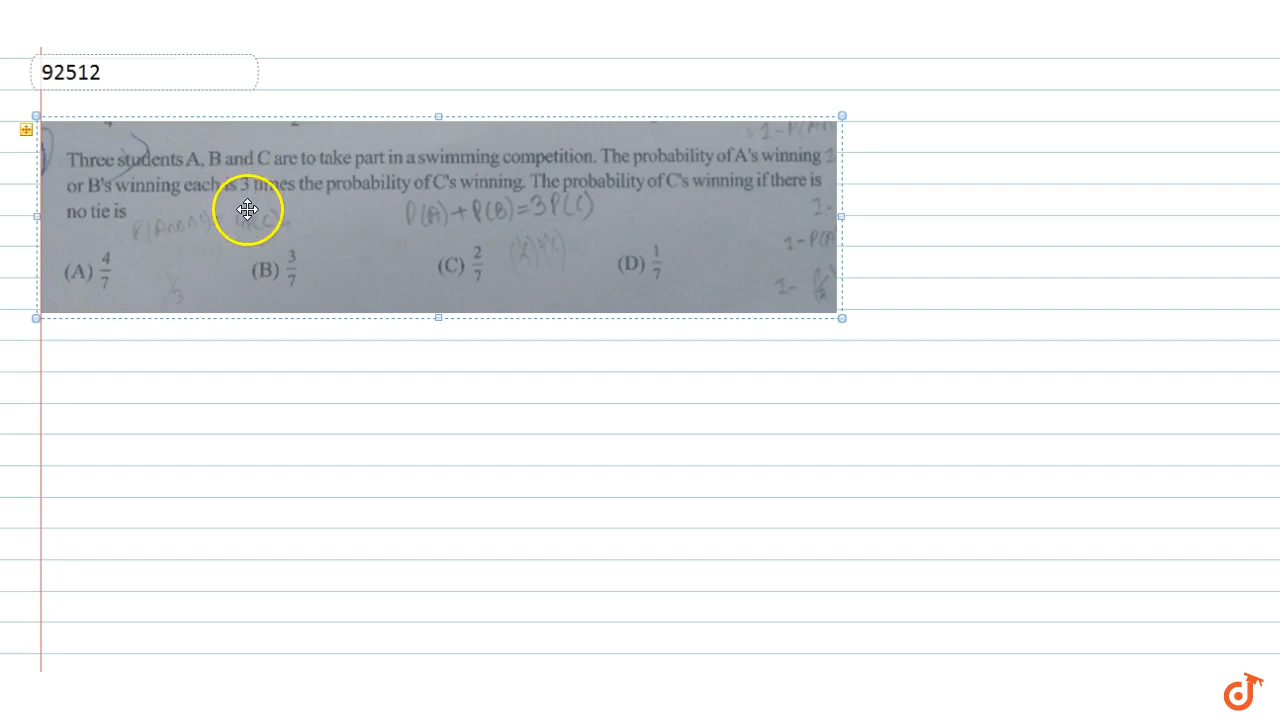 92512
Three students A, B and C are to take part in a swimming competition. The probability of A's winning
or B's winning each is 3 times the probability of C's winning. The probability of C's winning if there is
no tie is
P(A)+P(B)=3P(C)
(A) 4/7 (B) 3/7 (C) 2/7 (D) 1/7
1-P(A